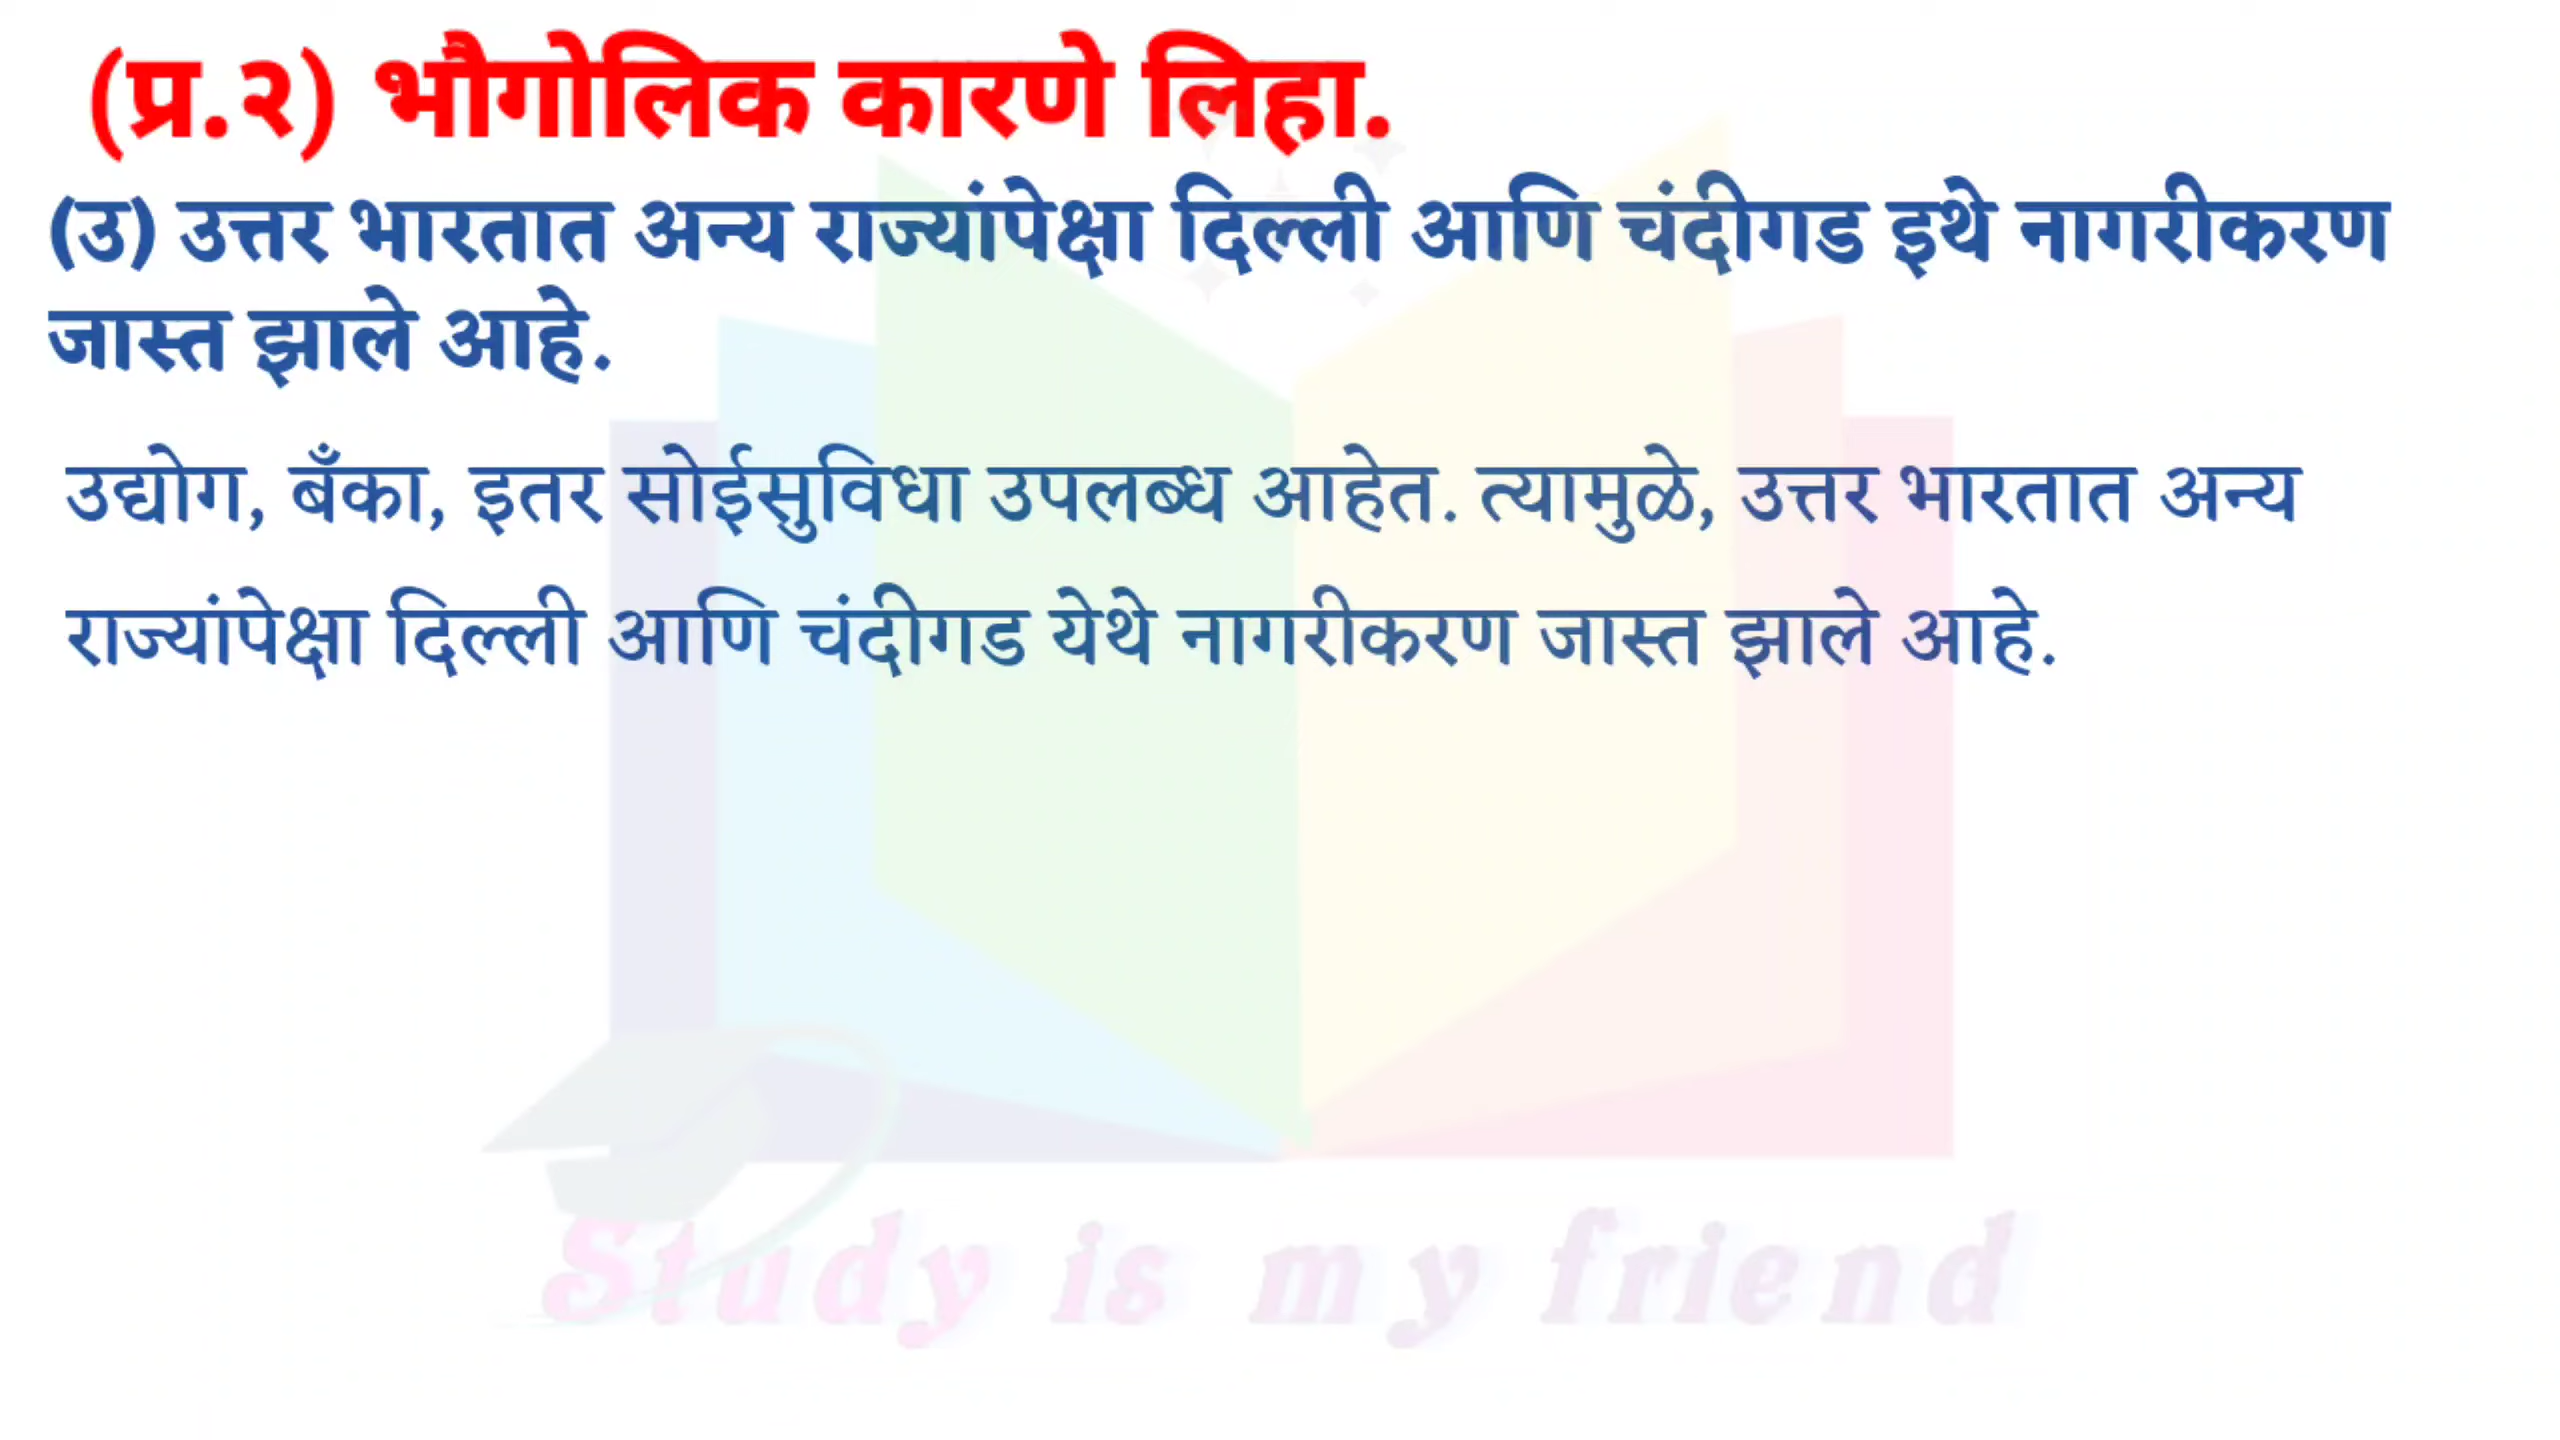 (प्र.२) भौगोलिक कारणे लिहा.
(उ) उत्तर भारतात अन्य राज्यांपेक्षा दिल्ली आणि चंदीगड इथे नागरीकरण
जास्त झाले आहे.
उद्योग, बँका, इतर सोईसुविधा उपलब्ध आहेत. त्यामुळे, उत्तर भारतात अन्य
राज्यांपेक्षा दिल्ली आणि चंदीगड येथे नागरीकरण जास्त झाले आहे.
Study is my friend